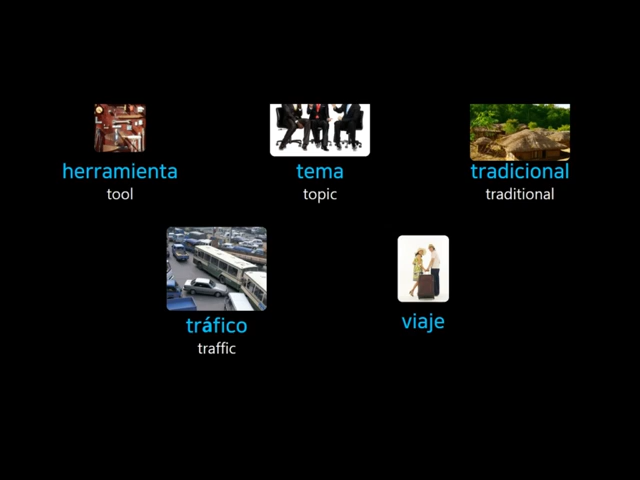 herramienta tema tradicional
tool topic traditional
tráfico viaje
traffic